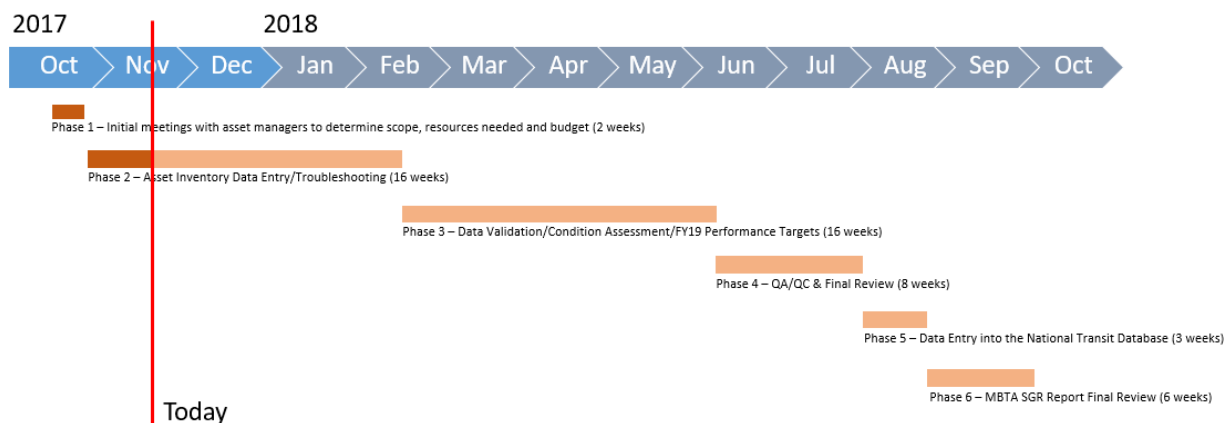 2017 2018
Oct Nov Dec Jan Feb Mar Apr May Jun Jul Aug Sep Oct
Phase 1 – Initial meetings with asset managers to determine scope, resources needed and budget (2 weeks)
Phase 2 – Asset Inventory Data Entry/Troubleshooting (16 weeks)
Phase 3 – Data Validation/Condition Assessment/FY19 Performance Targets (16 weeks)
Phase 4 – QA/QC & Final Review (8 weeks)
Phase 5 – Data Entry into the National Transit Database (3 weeks)
Phase 6 – MBTA SGR Report Final Review (6 weeks)
Today